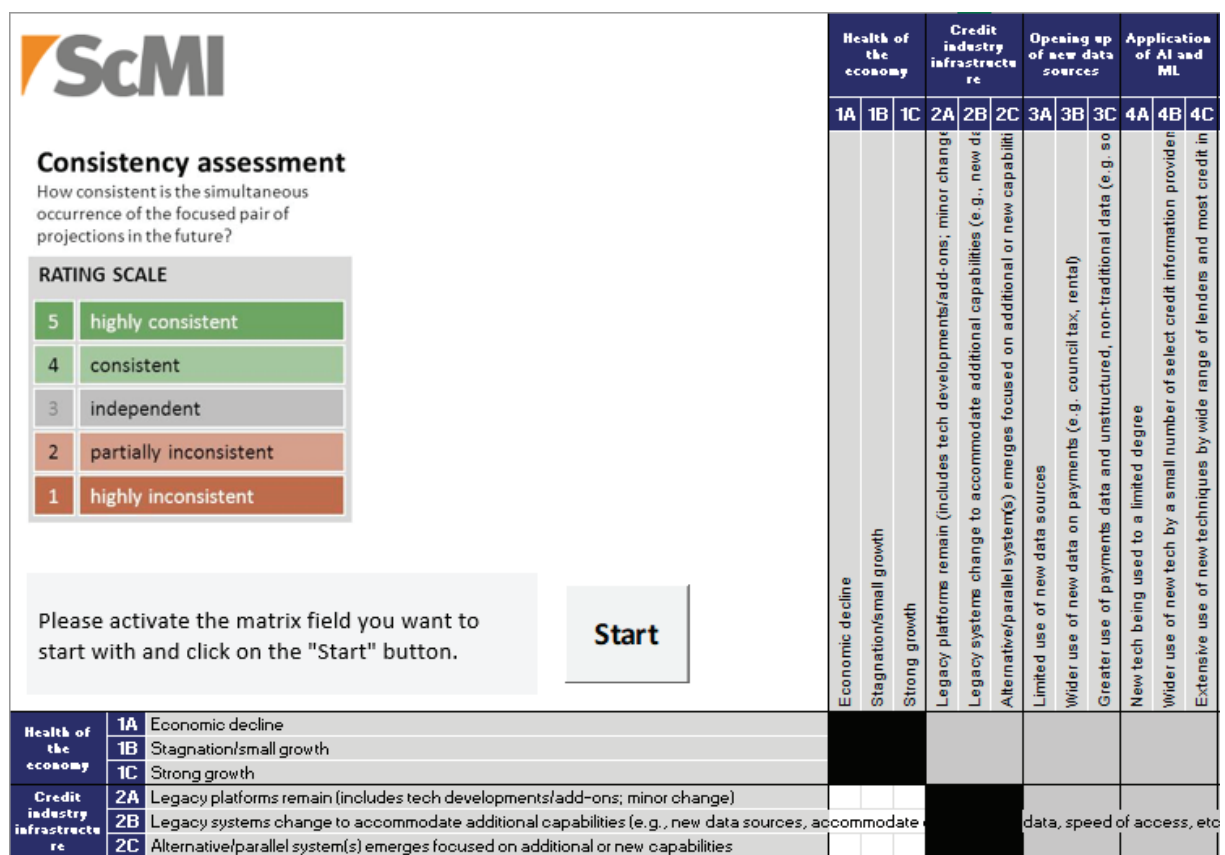 ScMI
Health of
the
economy
Credit
industry
infrastructu
re
Opening up
of new data
sources
Application
of AI and
ML
1A 1B 1C 2A 2B 2C 3A 3B 3C 4A 4B 4C
Economic decline
Stagnation/small growth
Strong growth
Legacy platforms remain (includes tech developments/add-ons; minor change
Legacy systems change to accommodate additional capabilities (e.g., new da
Alternative/parallel system(s) emerges focused on additional or new capabiliti
Limited use of new data sources
Wider use of new data on payments (e.g. council tax, rental)
Greater use of payments data and unstructured, non-traditional data (e.g. so
New tech being used to a limited degree
Wider use of new tech by a small number of select credit information providen
Extensive use of new techniques by wide range of lenders and most credit in
Consistency assessment
How consistent is the simultaneous
occurrence of the focused pair of
projections in the future?
RATING SCALE
5 highly consistent
4 consistent
3 independent
2 partially inconsistent
1 highly inconsistent
Please activate the matrix field you want to
start with and click on the "Start" button.
Start
Health of
the
economy
1A Economic decline
1B Stagnation/small growth
1C Strong growth
Credit
industry
infrastructu
re
2A Legacy platforms remain (includes tech developments/add-ons; minor change)
2B Legacy systems change to accommodate additional capabilities (e.g., new data sources, accommodate data, speed of access, etc
2C Alternative/parallel system(s) emerges focused on additional or new capabilities